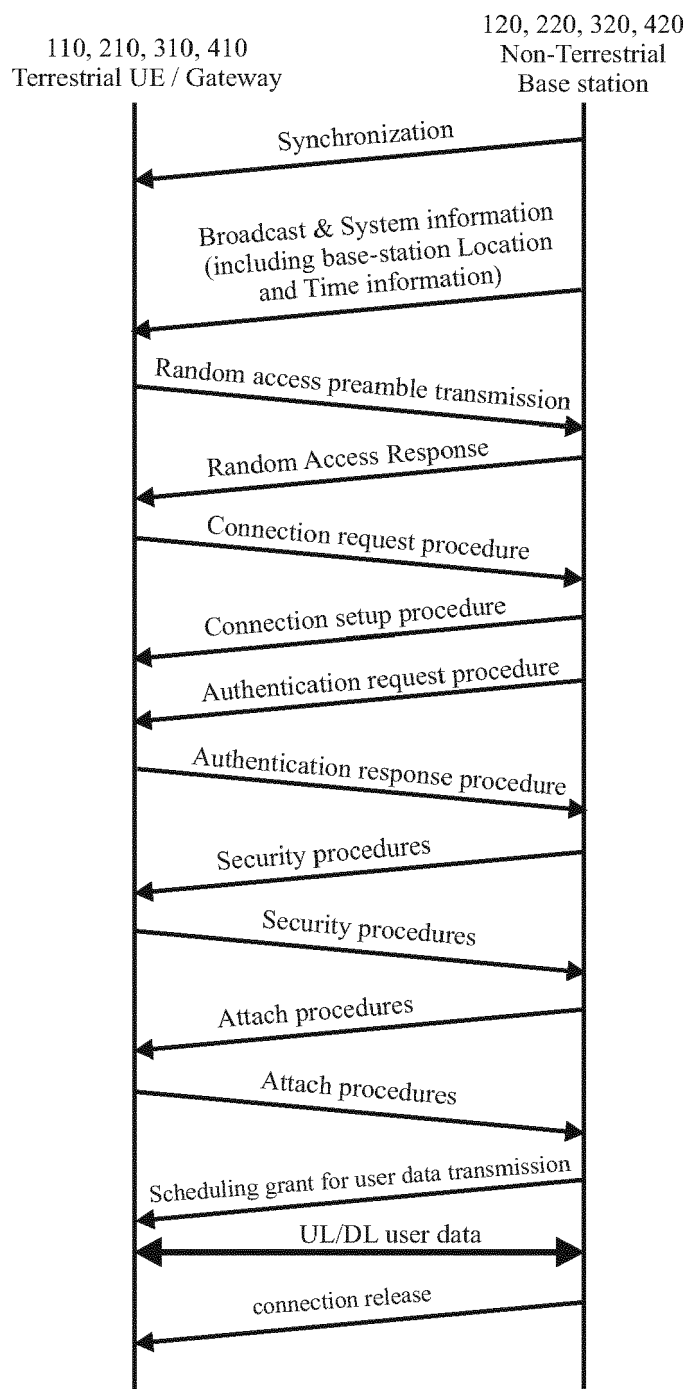 110, 210, 310, 410
Terrestrial UE / Gateway
120, 220, 320, 420
Non-Terrestrial
Base station
Synchronization
Broadcast & System information
(including base-station Location
and Time information)
Random access preamble transmission
Random Access Response
Connection request procedure
Connection setup procedure
Authentication request procedure
Authentication response procedure
Security procedures
Security procedures
Attach procedures
Attach procedures
Scheduling grant for user data transmission
UL/DL user data
connection release